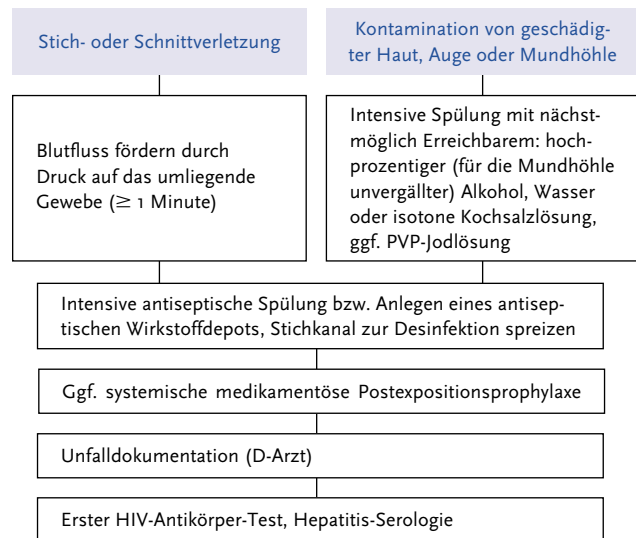 Stich- oder Schnittverletzung
Kontamination von geschädig-
ter Haut, Auge oder Mundhöhle
Blutfluss fördern durch
Druck auf das umliegende
Gewebe (≥ 1 Minute)
Intensive Spülung mit nächst-
möglich Erreichbarem: hoch-
prozentiger (für die Mundhöhle
unvergällter) Alkohol, Wasser
oder isotone Kochsalzlösung,
ggf. PVP-Jodlösung
Intensive antiseptische Spülung bzw. Anlegen eines antisep-
tischen Wirkstoffdepots, Stichkanal zur Desinfektion spreizen
Ggf. systemische medikamentöse Postexpositionsprophylaxe
Unfalldokumentation (D-Arzt)
Erster HIV-Antikörper-Test, Hepatitis-Serologie